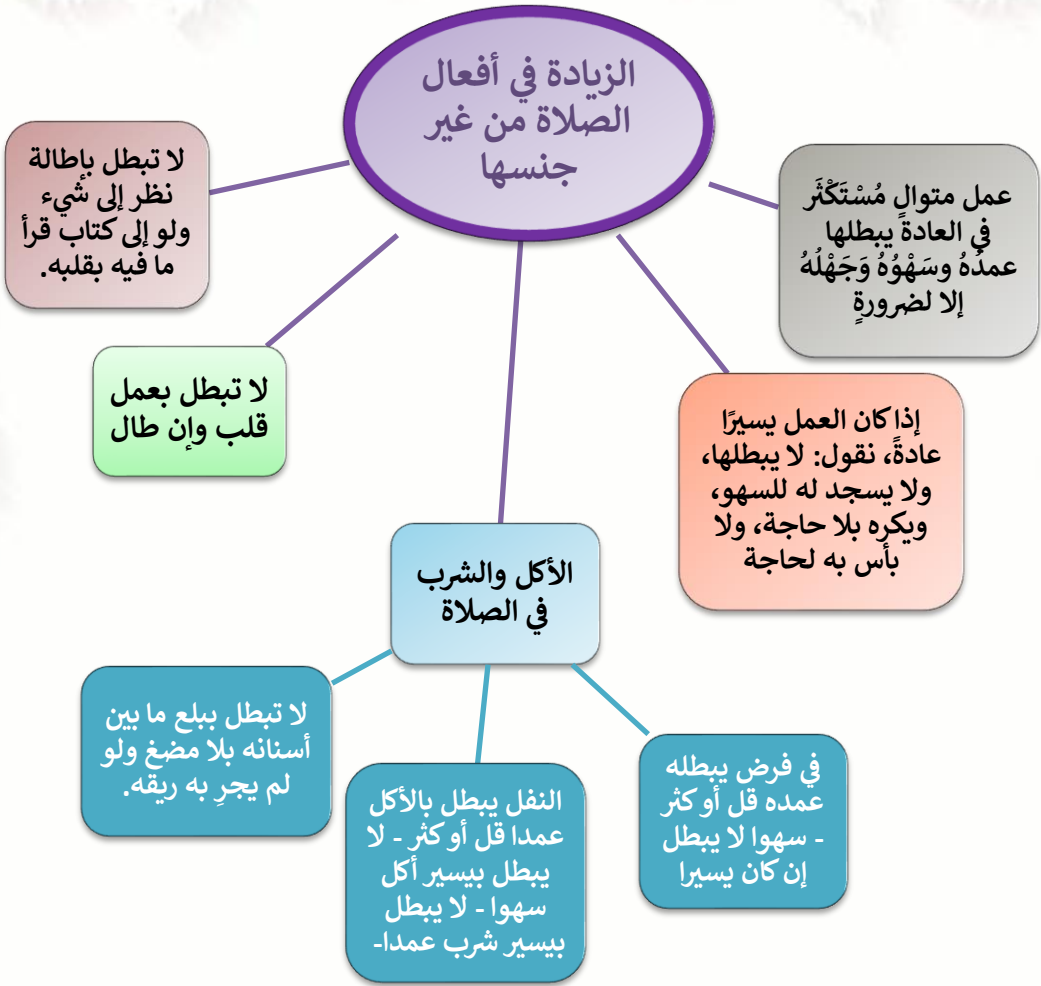 الزيادة في أفعال
الصلاة من غير
جنسها
عمل متوالٍ مُسْتَكْثَر
في العادةً يبطلها
عمدُهُ وسَهْوُهُ وَجَهْلُهُ
إلا لضرورةٍ
إذا كان العمل يسيرًا
عادةً، نقول: لا يبطلها،
ولا يسجد له للسهو،
ويكره بلا حاجة، ولا
بأس به لحاجة
الأكل والشرب
في الصلاة
في فرض يبطله
عمده قل أو كثر
- سهوا لا يبطل
إن كان يسيرا
النفل يبطل بالأكل
عمدا قل أو كثر - لا
يبطل بيسير أكل
سهوا - لا يبطل
بيسير شرب عمدا-
لا تبطل ببلع ما بين
أسنانه بلا مضغ ولو
لم يجرِ به ريقه.
لا تبطل بعمل
قلب وإن طال
لا تبطل بإطالة
نظر إلى شيء
ولو إلى كتاب قرأ
ما فيه بقلبه.